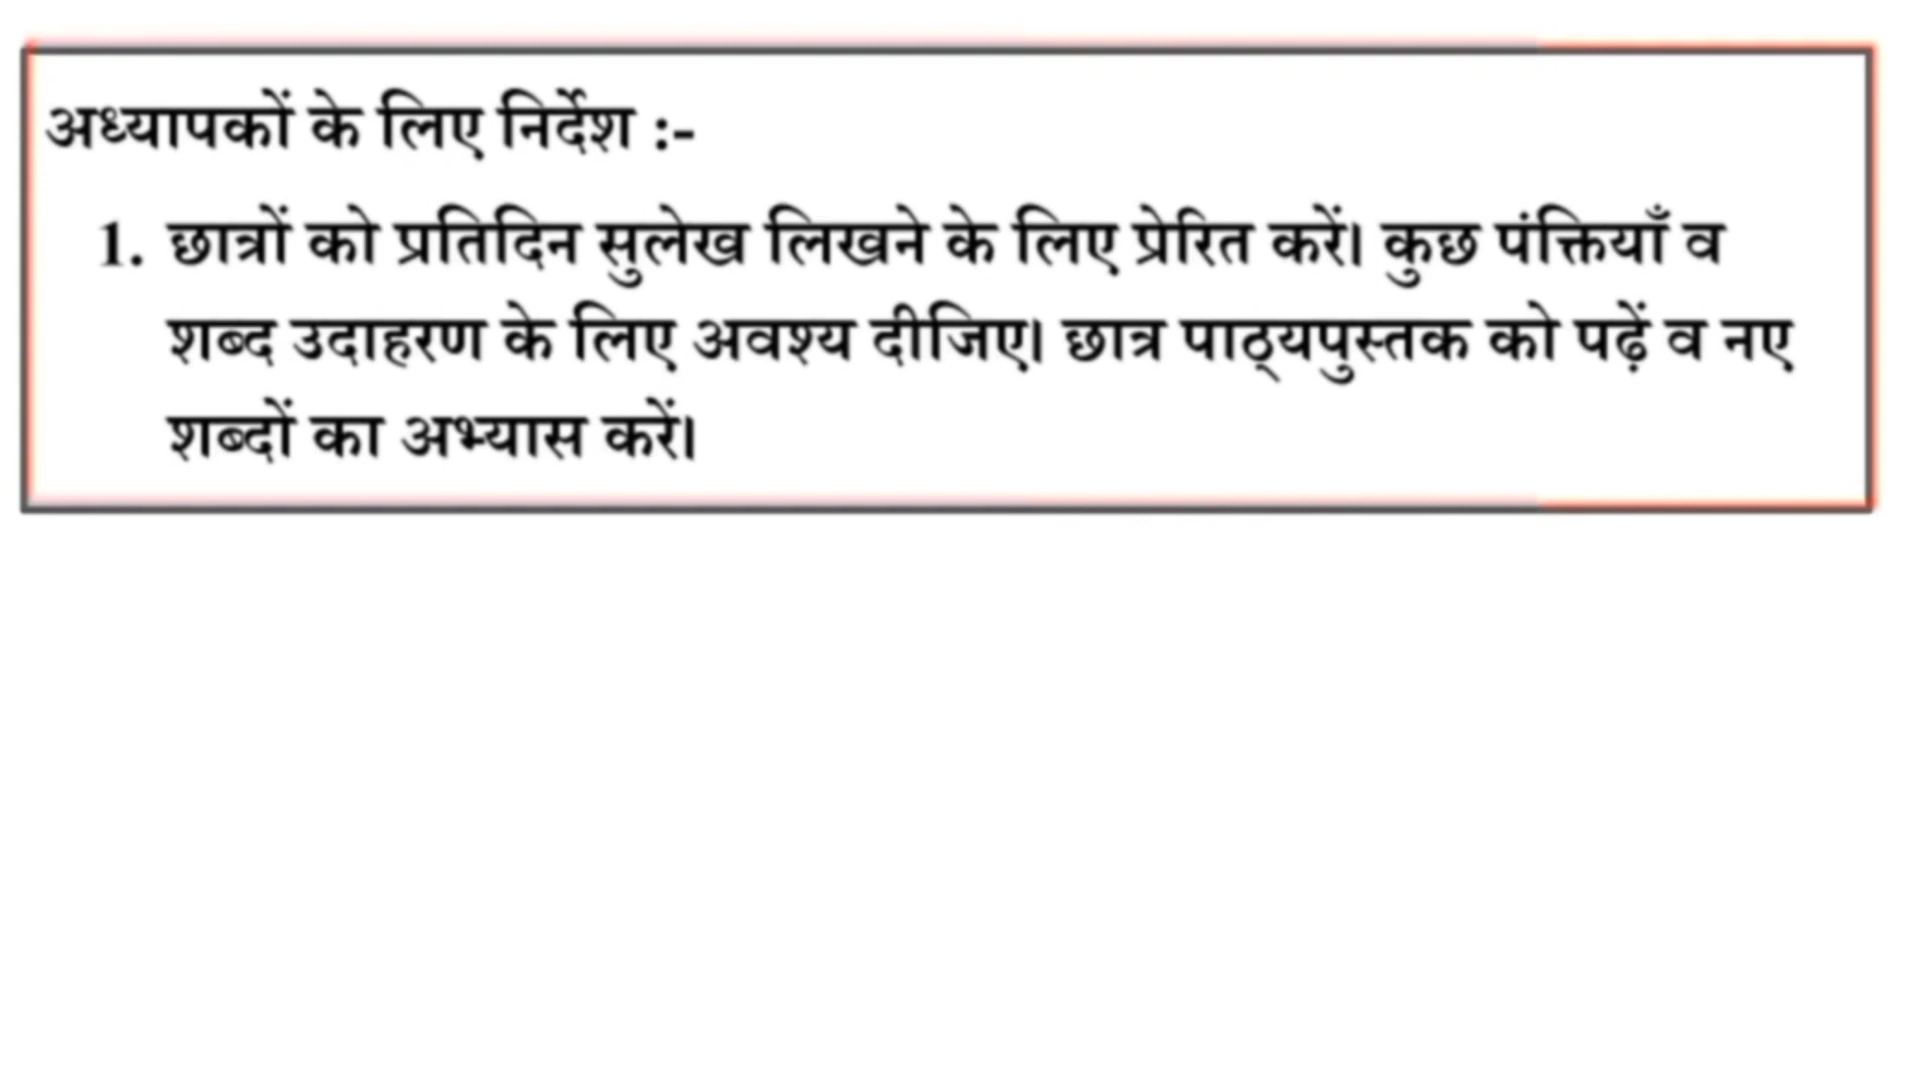 अध्यापकों के लिए निर्देश :-
1. छात्रों को प्रतिदिन सुलेख लिखने के लिए प्रेरित करें। कुछ पंक्तियाँ व
शब्द उदाहरण के लिए अवश्य दीजिए। छात्र पाठ्यपुस्तक को पढ़ें व नए
शब्दों का अभ्यास करें।